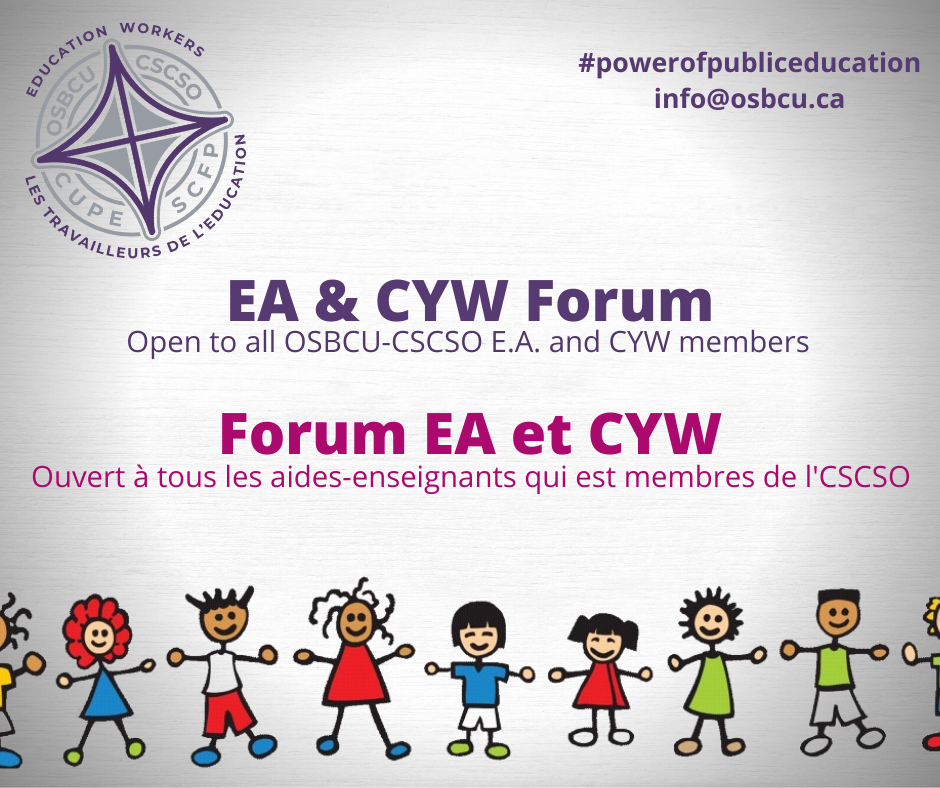 EDUCATION WORKERS
OSBCU
CSCSO
CUPE
SCFP
LES TRAVAILLEURS DE L'EDUCATION
#powerofpubliceducation
info@osbcu.ca
EA & CYW Forum
Open to all OSBCU-CSCSO E.A. and CYW members
Forum EA et CYW
Ouvert à tous les aides-enseignants qui est membres de l'CSCSO